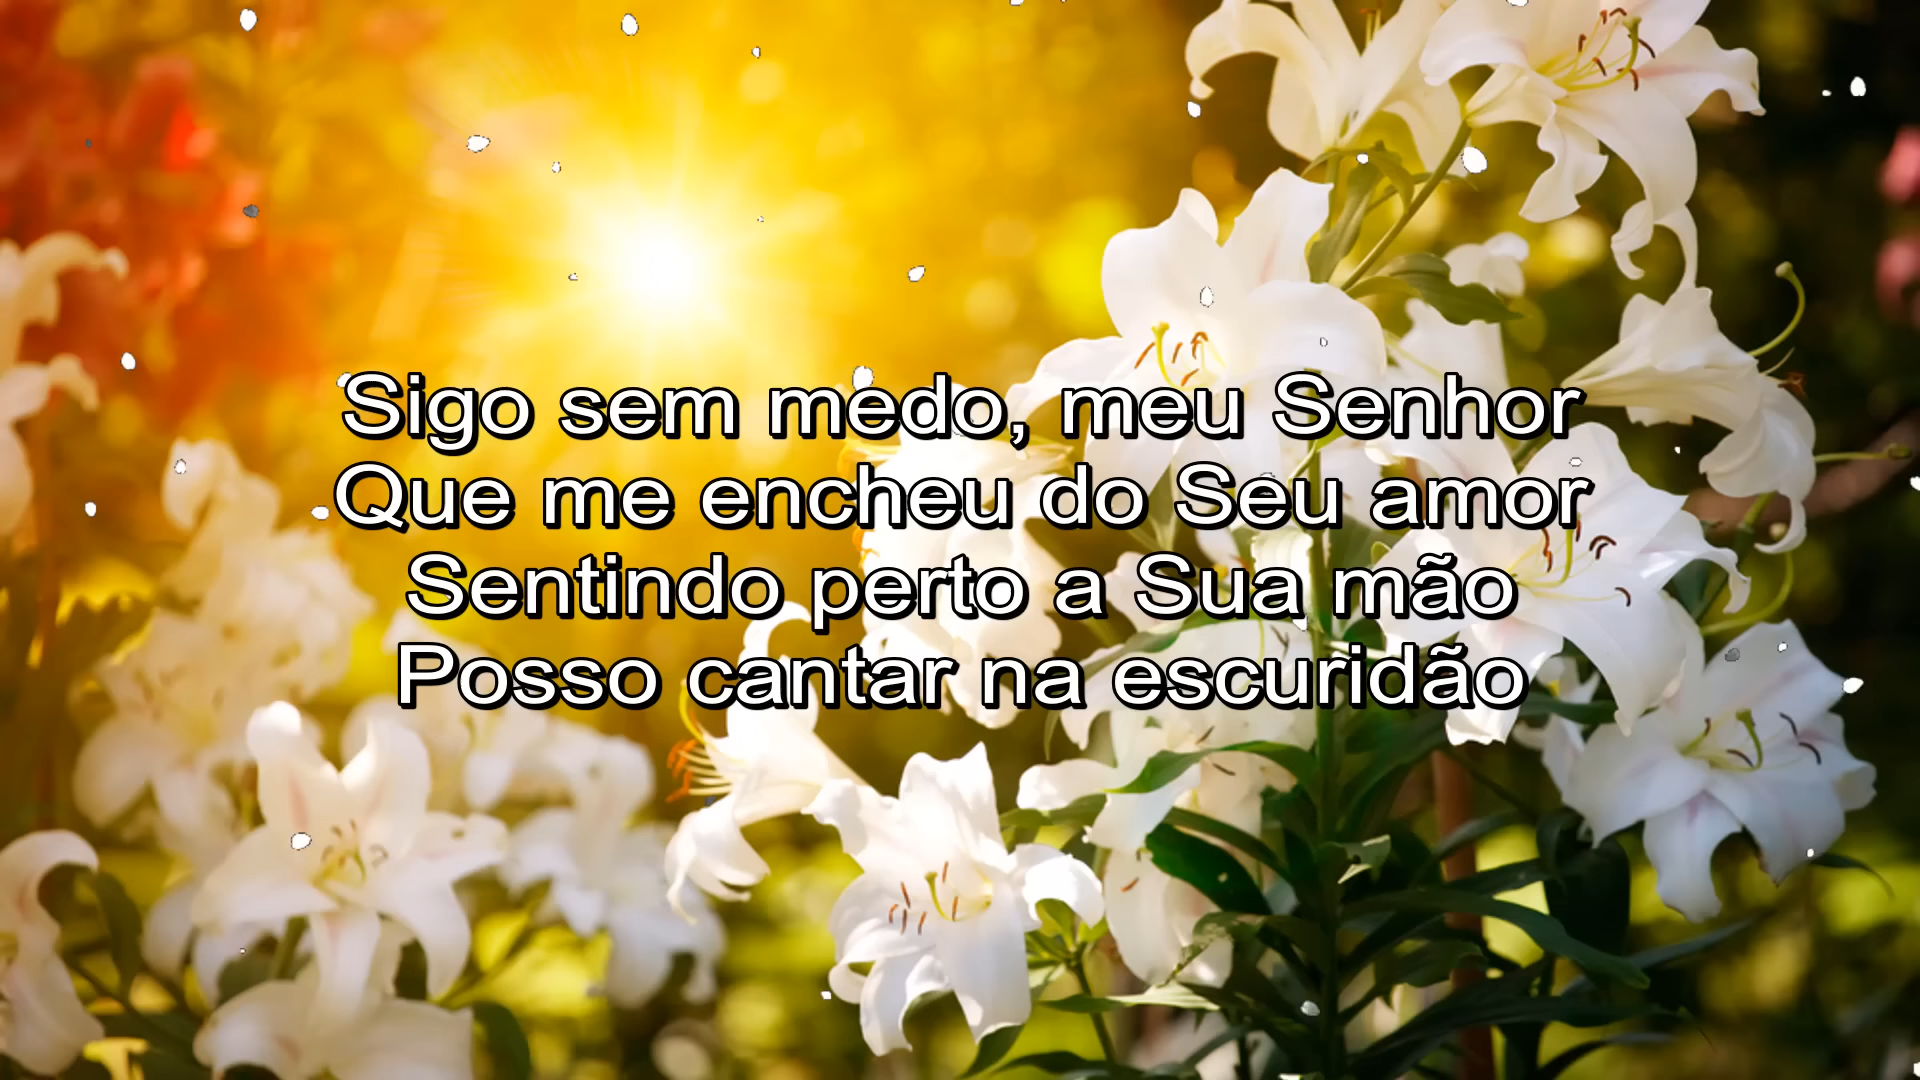 Sigo sem medo, meu Senhor
Que me encheu do Seu amor
Sentindo perto a Sua mão
Posso cantar na escuridão